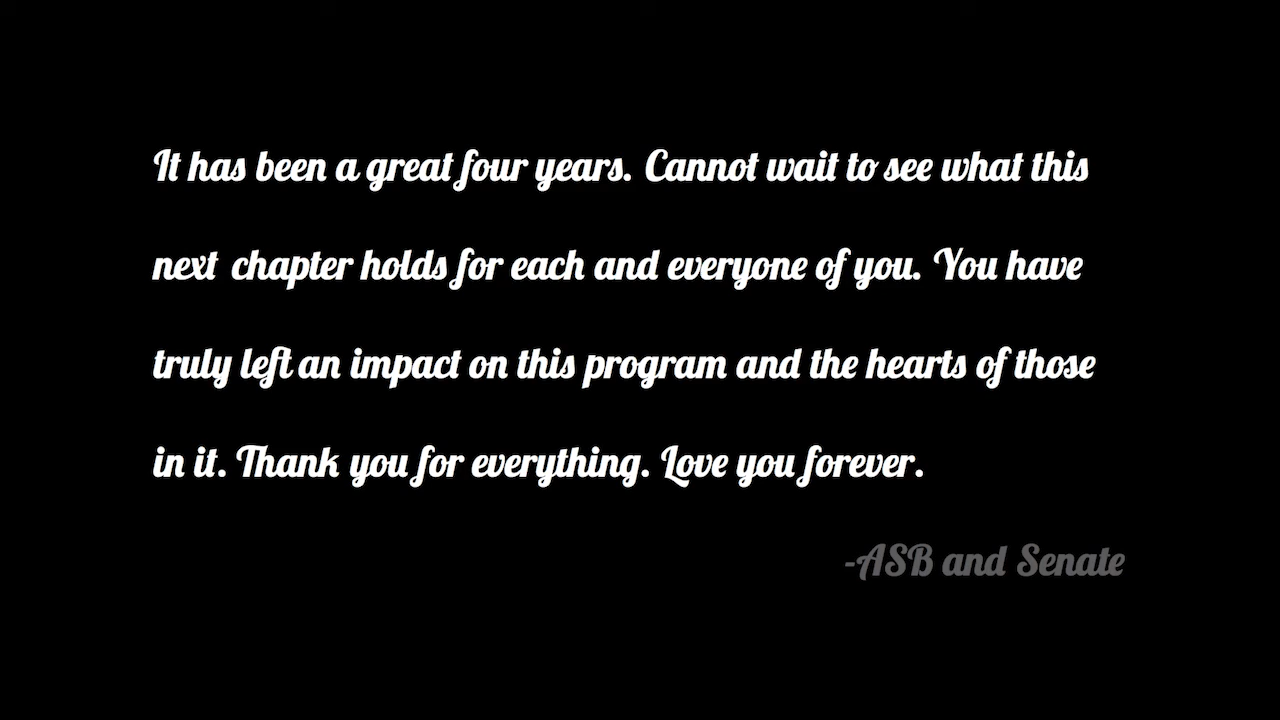 It has been a great four years. Cannot wait to see what this
next chapter holds for each and everyone of you. You have
truly left an impact on this program and the hearts of those
in it. Thank you for everything. Love you forever.
-ASB and Senate